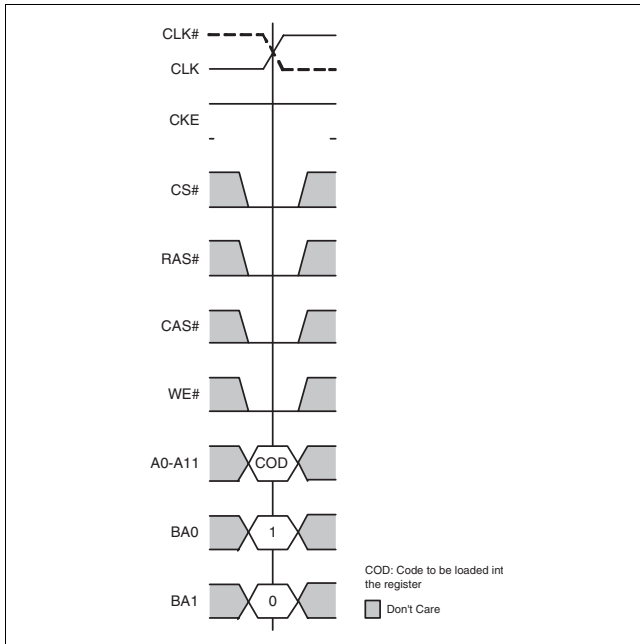 CLK#
CLK
CKE
CS#
RAS#
CAS#
WE#
A0-A11
COD
BA0
1
BA1
0
COD: Code to be loaded int
the register
Don't Care